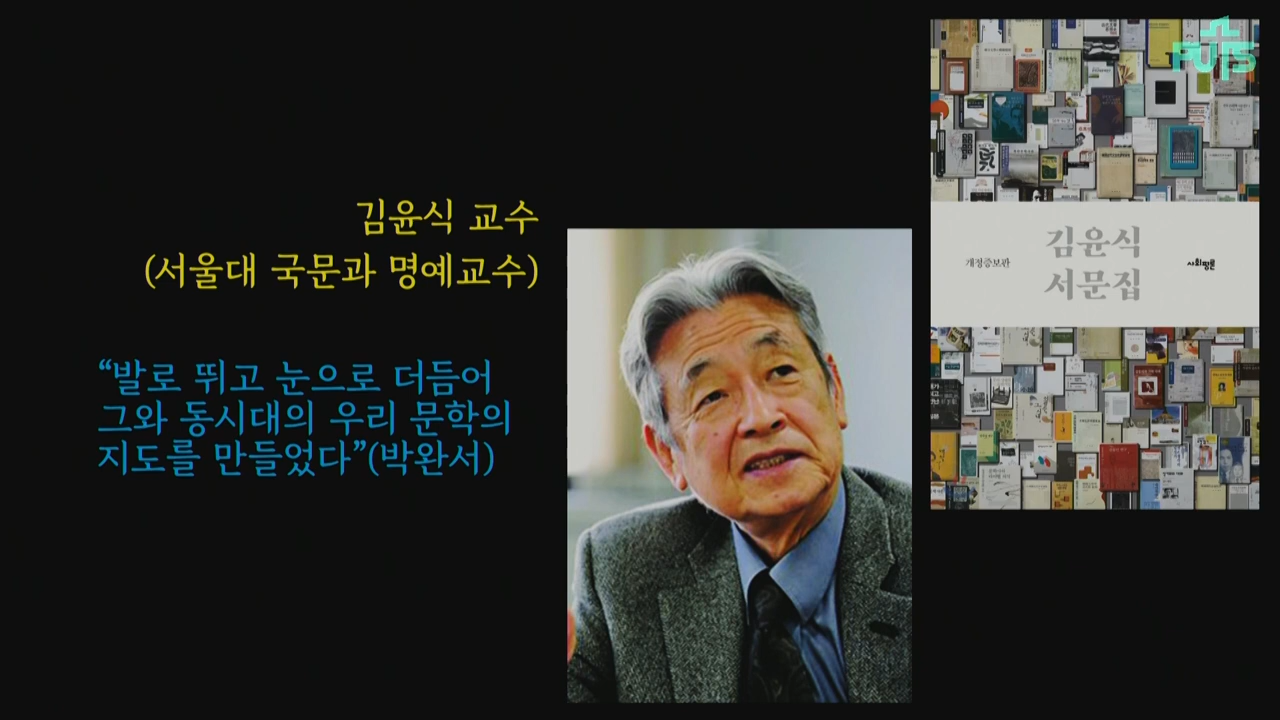 김윤식 교수
(서울대 국문과 명예교수)
“발로 뛰고 눈으로 더듬어
그와 동시대의 우리 문학의
지도를 만들었다”(박완서)
PUTS
개정증보판
김윤식
서문집
사회평론